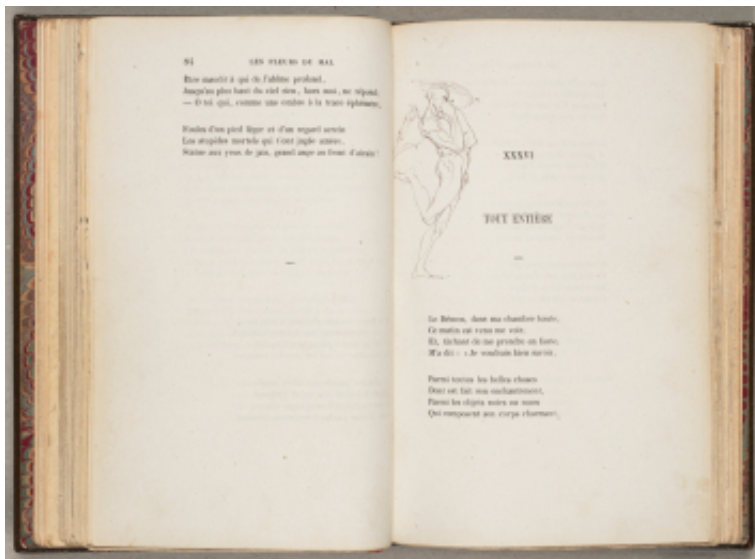 84 LES FLEURS DU MAL
Être maudit à qui de l'abîme profond,
Jusqu'au plus haut du ciel rien, hors moi, ne répond.
— O toi qui, comme une ombre à la trace éphémère,
Foules d'un pied léger et d'un regard serein
Les stupides mortels qui t'ont jugée amère,
Statue aux yeux de jais, grand ange au front d'airain!
XXXVI
TOUT ENTIÈRE
Le Démon, dans ma chambre haute,
Ce matin est venu me voir,
Et, tâchant de me prendre en faute,
M'a dit : « Je voudrais bien savoir,
Parmi toutes les belles choses
Dont est fait son enchantement,
Parmi les objets noirs ou roses
Qui composent son corps charmant,